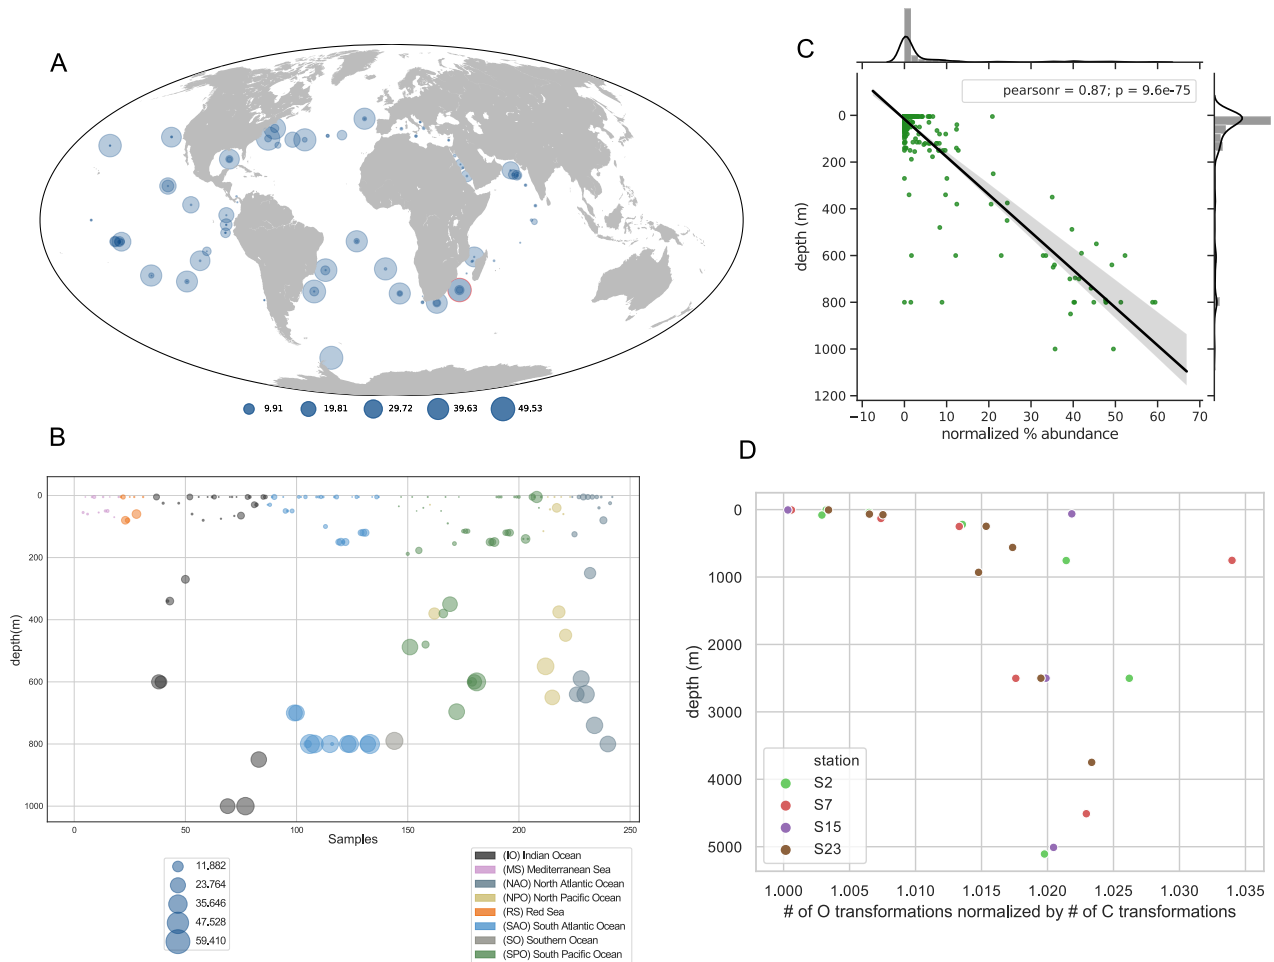 A
9.91
19.81
29.72
39.63
49.53
B
0
200
400
600
800
1000
depth(m)
0
50
100
150
200
250
Samples
11.882
23.764
35.646
47.528
59.410
(IO) Indian Ocean
(MS) Mediterranean Sea
(NAO) North Atlantic Ocean
(NPO) North Pacific Ocean
(RS) Red Sea
(SAO) South Atlantic Ocean
(SO) Southern Ocean
(SPO) South Pacific Ocean
C
pearsonr = 0.87; p = 9.6e-75
0
200
400
600
800
1000
1200
depth (m)
−10
0
10
20
30
40
50
60
70
normalized % abundance
D
0
1000
2000
3000
4000
5000
depth (m)
station
S2
S7
S15
S23
1.000
1.005
1.010
1.015
1.020
1.025
1.030
1.035
# of O transformations normalized by # of C transformations